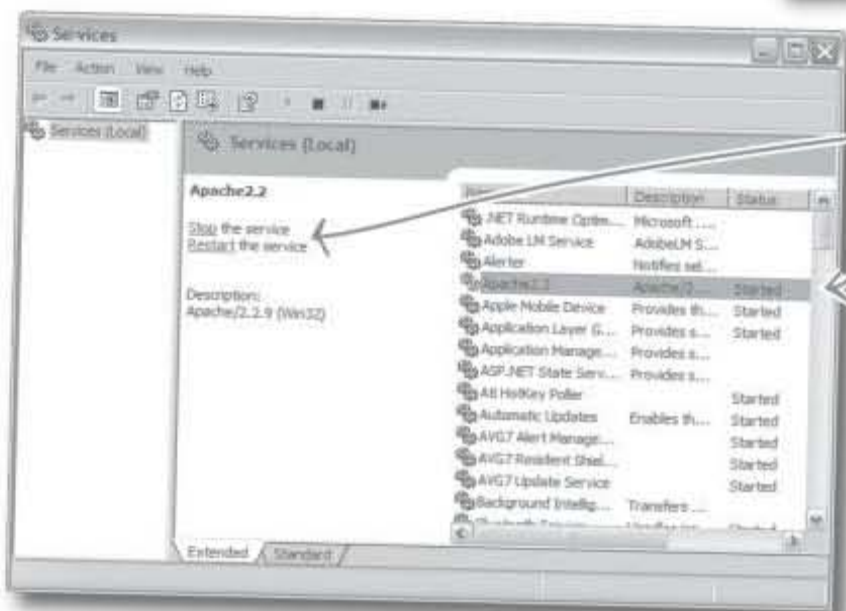 Services
File Action View Help
Services (Local)
Services (Local)
Apache2.2
Stop the service
Restart the service
Description:
Apache/2.2.9 (Win32)
Description Status
.NET Runtime Optim... Microsoft ....
Adobe LM Service AdobeLM S...
Alerter Notifies sel...
Apache2.2 Apache/2.... Started
Apple Mobile Device Provides th... Started
Application Layer G... Provides s... Started
Application Manage... Provides s...
ASP.NET State Serv... Provides s...
Ati HotKey Poller Started
Automatic Updates Enables th... Started
AVG7 Alert Manage... Started
AVG7 Resident Shiel... Started
AVG7 Update Service Started
Background Intellig... Transfers ...
Extended Standard